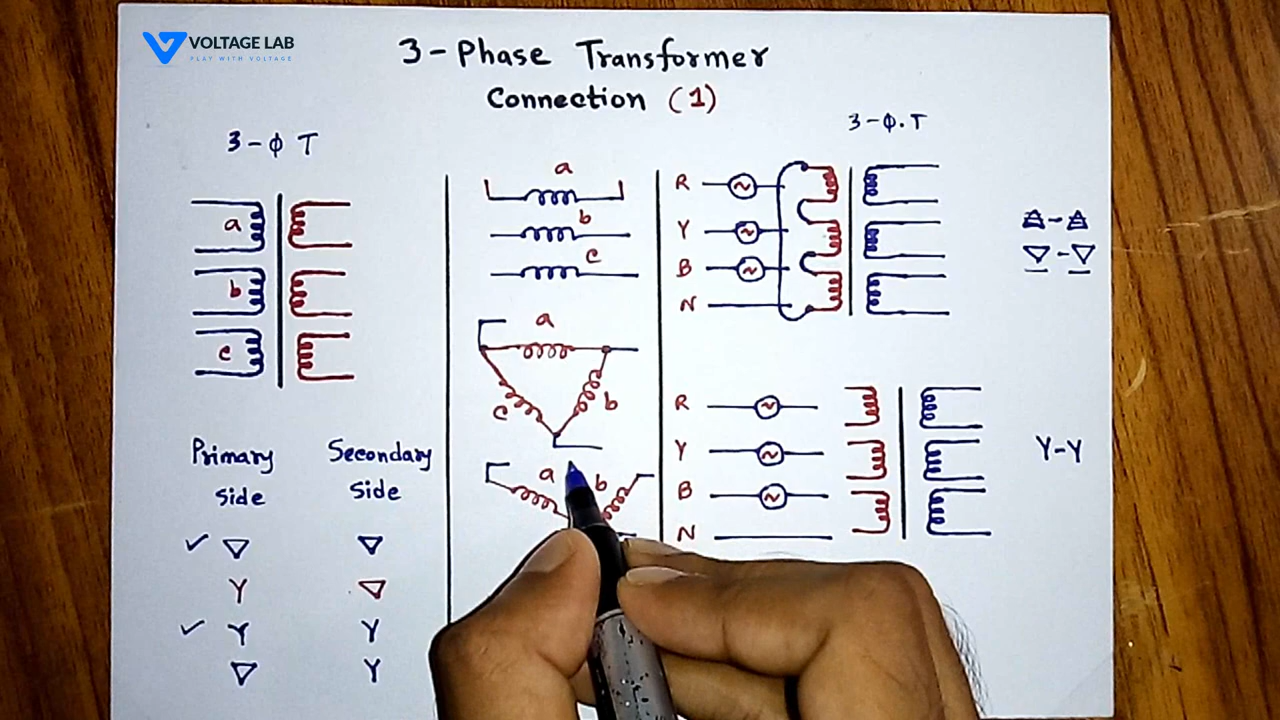 VOLTAGE LAB
PLAY WITH VOLTAGE
3-Phase Transformer
Connection (1)
3-Φ T
a
b
c
Primary side
Secondary side
✓ ▽ ▽
Y ▽
✓ Y Y
▽ Y
a
b
c
a
c
b
a
b
3-Φ.T
R
Y
B
N
▽-▽
R
Y
B
N
Y-Y